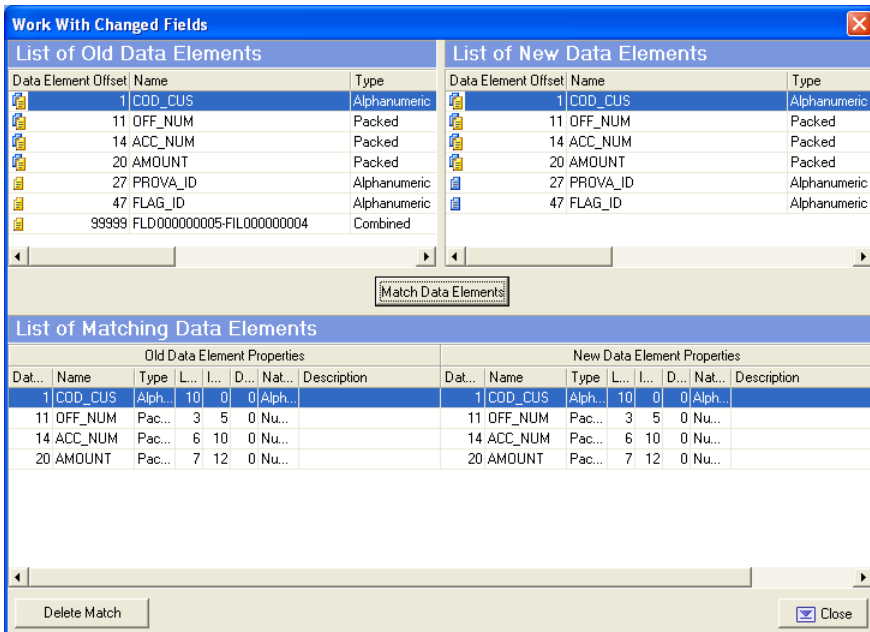 Work With Changed Fields
List of Old Data Elements
Data Element Offset Name Type
1 COD_CUS Alphanumeric
11 OFF_NUM Packed
14 ACC_NUM Packed
20 AMOUNT Packed
27 PROVA_ID Alphanumeric
47 FLAG_ID Alphanumeric
99999 FLD000000005-FIL000000004 Combined
List of New Data Elements
Data Element Offset Name Type
1 COD_CUS Alphanumeric
11 OFF_NUM Packed
14 ACC_NUM Packed
20 AMOUNT Packed
27 PROVA_ID Alphanumeric
47 FLAG_ID Alphanumeric
Match Data Elements
List of Matching Data Elements
Old Data Element Properties New Data Element Properties
Dat... Name Type L... I... D... Nat... Description Dat... Name Type L... I... D... Nat... Description
1 COD_CUS Alph... 10 0 0 Alph... 1 COD_CUS Alph... 10 0 0 Alph...
11 OFF_NUM Pac... 3 5 0 Nu... 11 OFF_NUM Pac... 3 5 0 Nu...
14 ACC_NUM Pac... 6 10 0 Nu... 14 ACC_NUM Pac... 6 10 0 Nu...
20 AMOUNT Pac... 7 12 0 Nu... 20 AMOUNT Pac... 7 12 0 Nu...
Delete Match Close